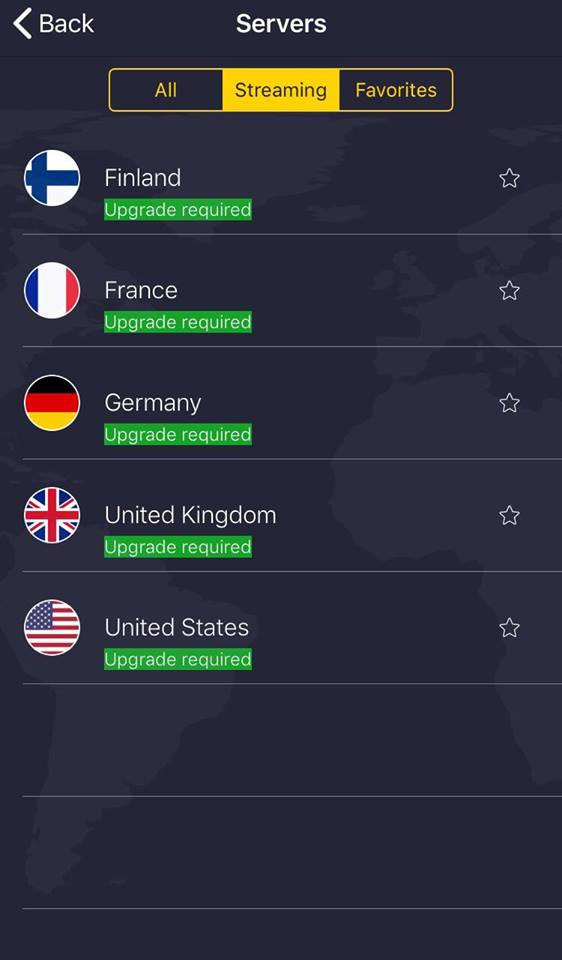 Back
Servers
All
Streaming
Favorites
Finland
Upgrade required
France
Upgrade required
Germany
Upgrade required
United Kingdom
Upgrade required
United States
Upgrade required